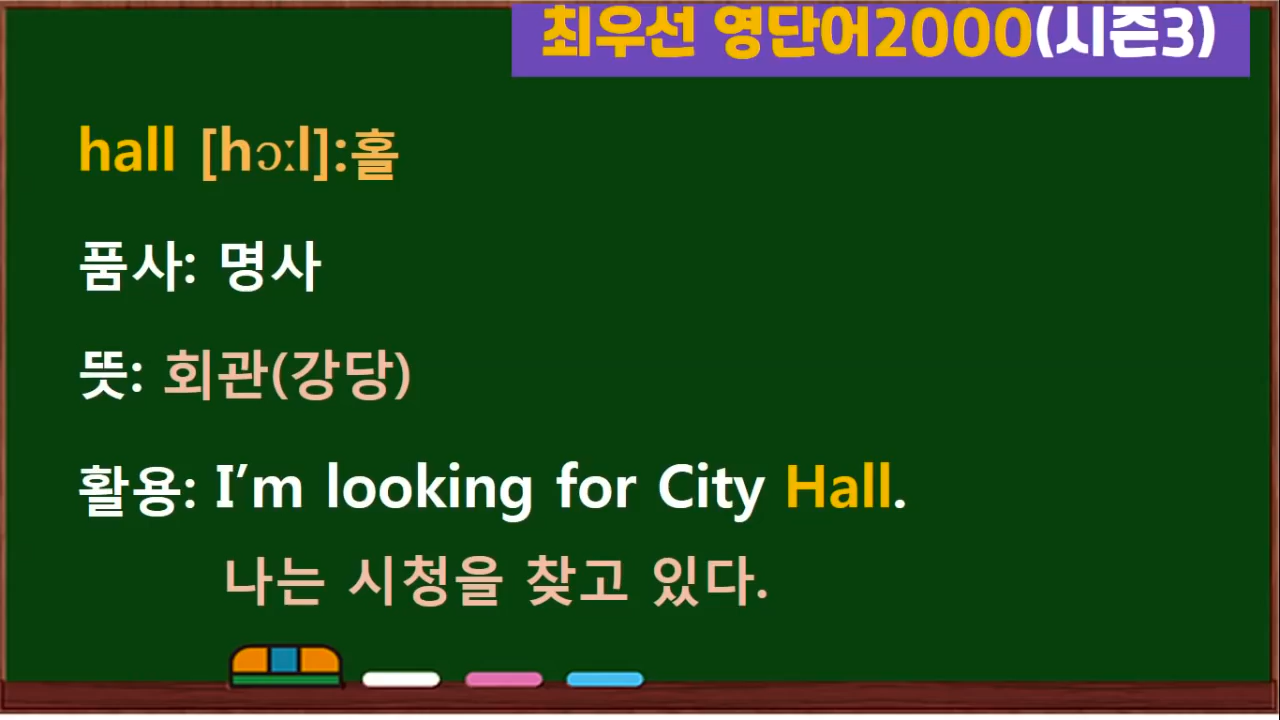 최우선 영단어2000(시즌3)
hall [hɔːl]:홀
품사: 명사
뜻: 회관(강당)
활용: I’m looking for City Hall.
나는 시청을 찾고 있다.